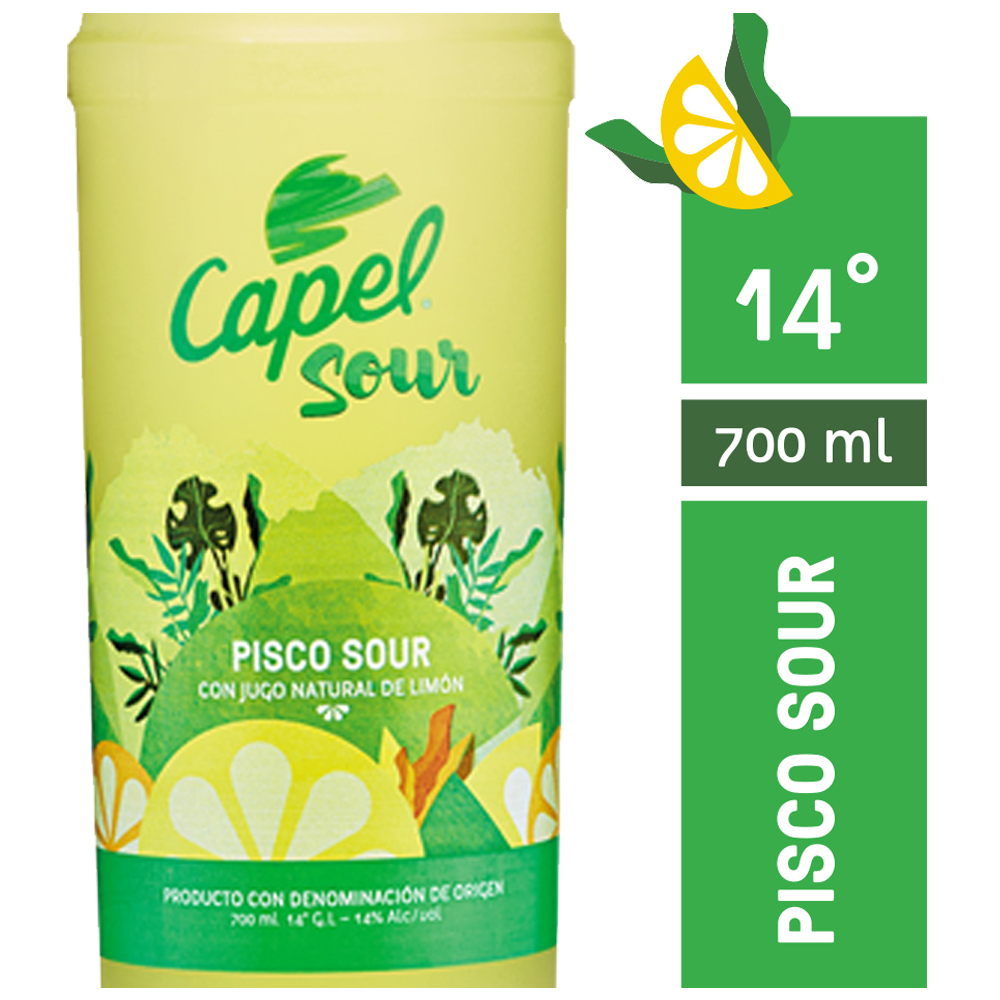 Capel
Sour
PISCO SOUR
CON JUGO NATURAL DE LIMÓN
PRODUCTO CON DENOMINACIÓN DE ORIGEN
700 ml. 14° G.L - 14% Alc/vol
14°
700 ml
PISCO SOUR